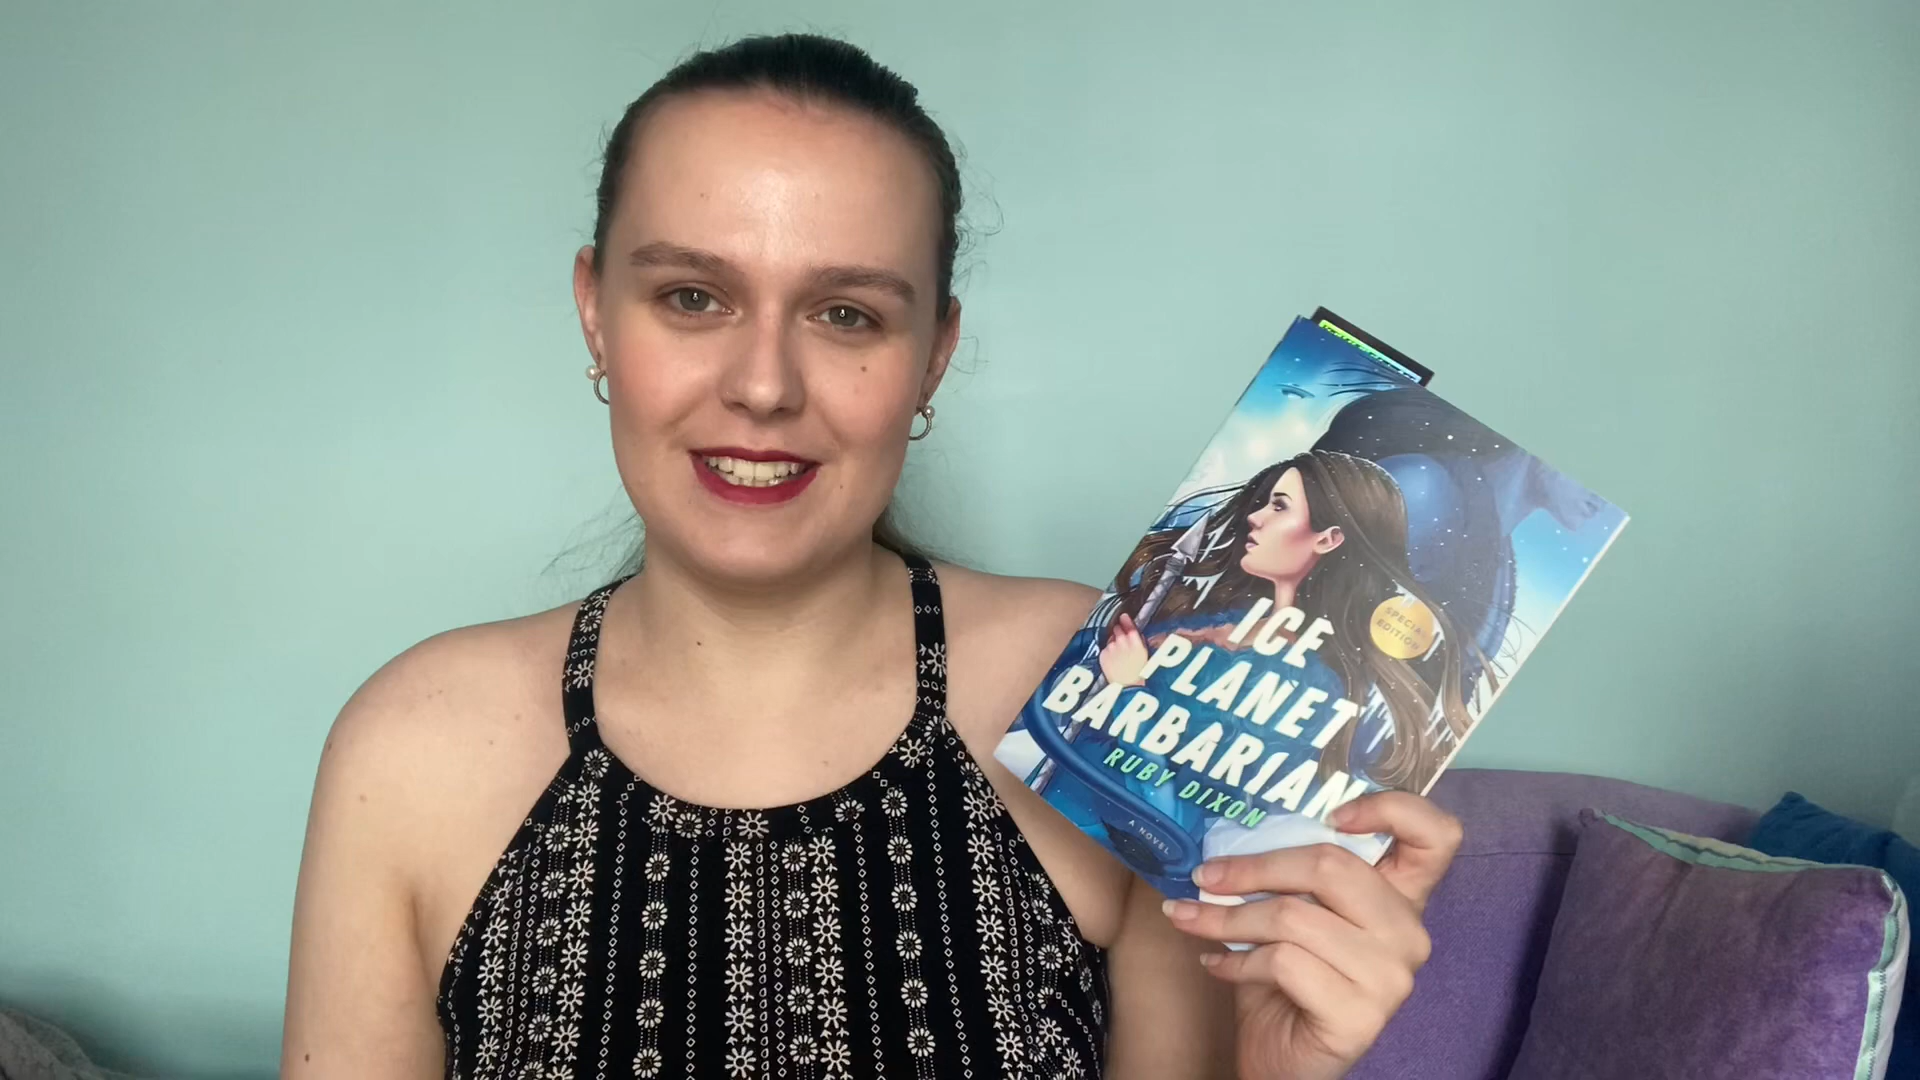 SPECIAL
EDITION
ICE
PLANET
BARBARIAN
RUBY DIXON
A NOVEL